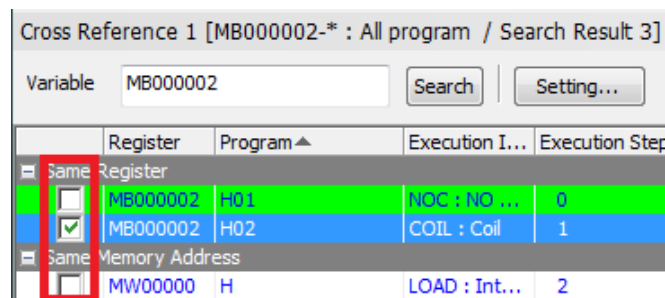 Cross Reference 1 [MB000002-* : All program / Search Result 3]
Variable MB000002 Search Setting...
Register Program Execution I... Execution Step
Same Register
MB000002 H01 NOC : NO ... 0
MB000002 H02 COIL : Coil 1
Same Memory Address
MW00000 H LOAD : Int... 2